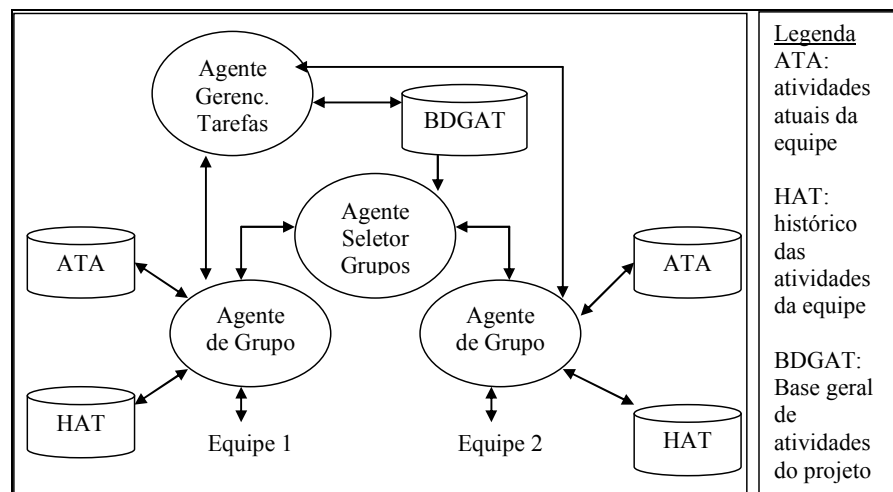 Agente
Gerenc.
Tarefas
BDGAT
Agente
Seletor
Grupos
ATA
ATA
Agente
de Grupo
Agente
de Grupo
HAT
HAT
Equipe 1
Equipe 2
Legenda
ATA:
atividades
atuais da
equipe
HAT:
histórico
das
atividades
da equipe
BDGAT:
Base geral
de
atividades
do projeto